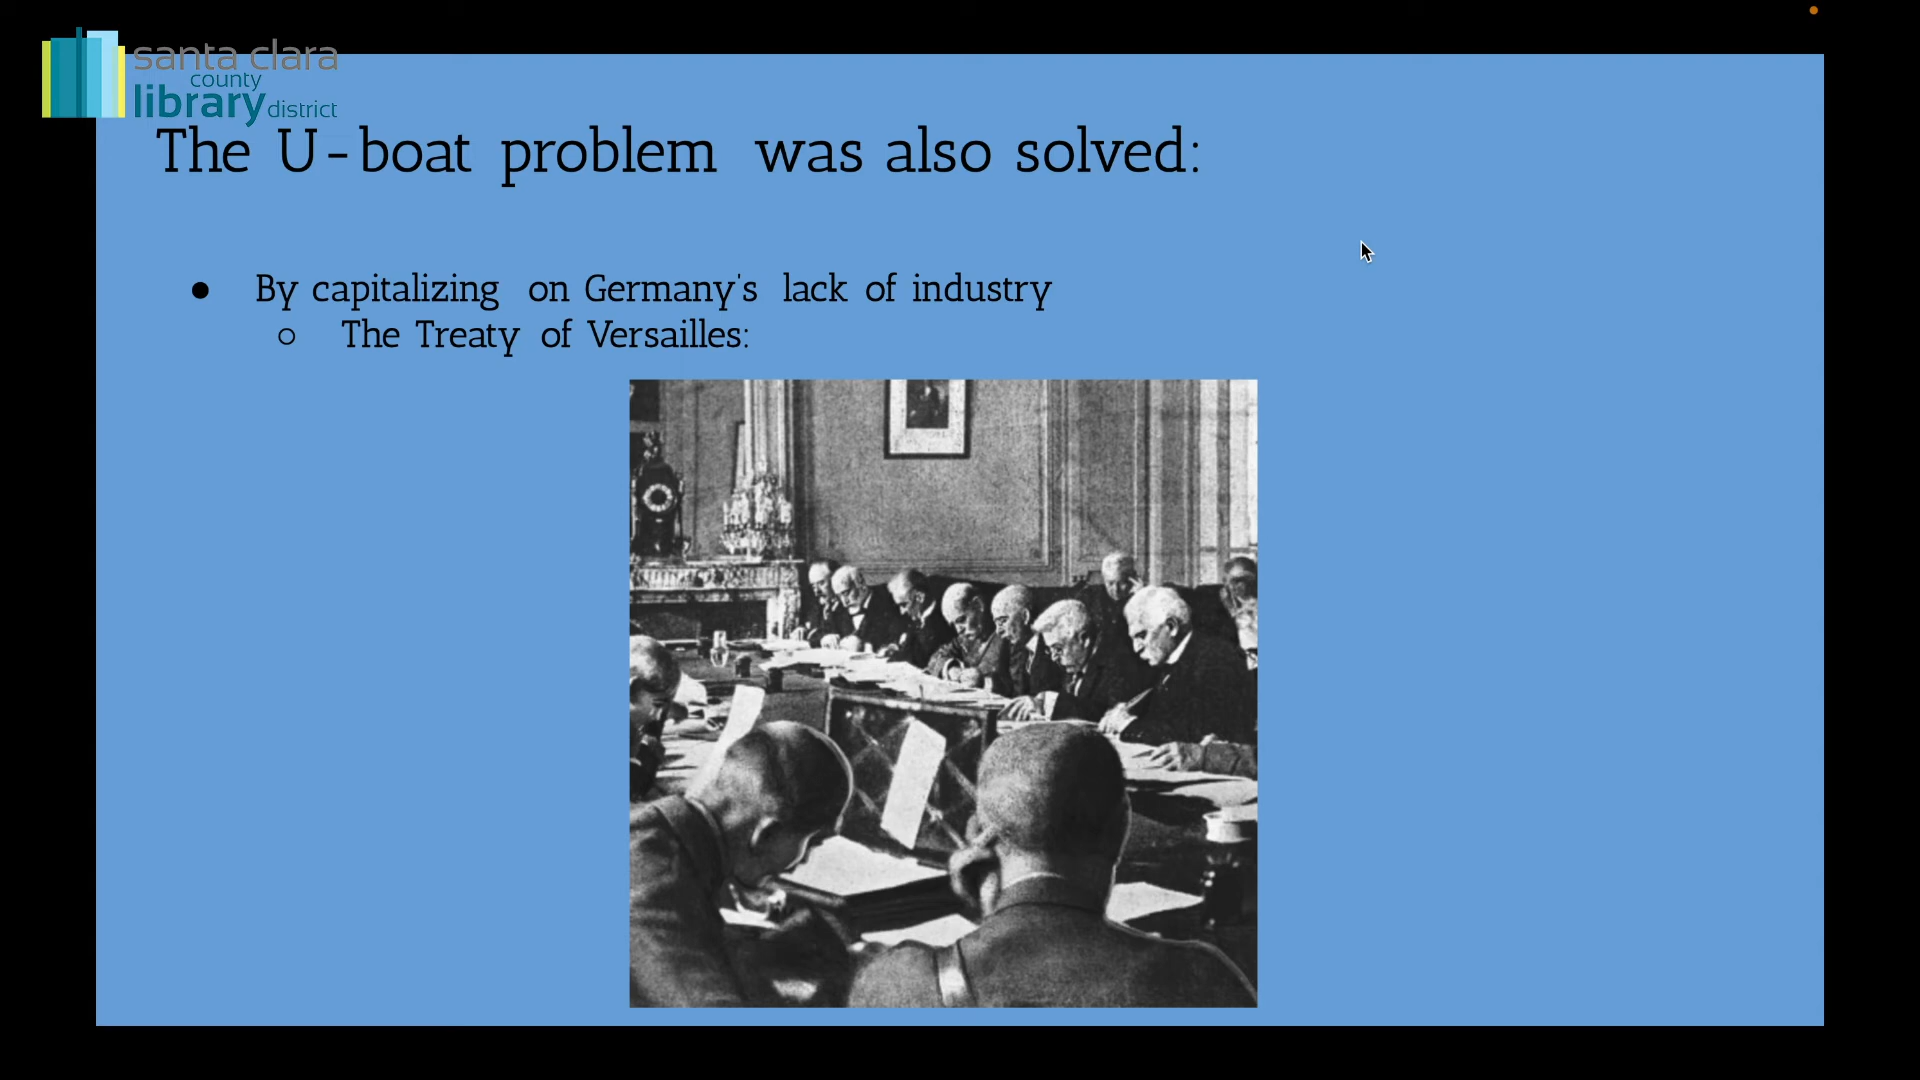 santa clara
county
library district
The U-boat problem was also solved:
● By capitalizing on Germany's lack of industry
○ The Treaty of Versailles: